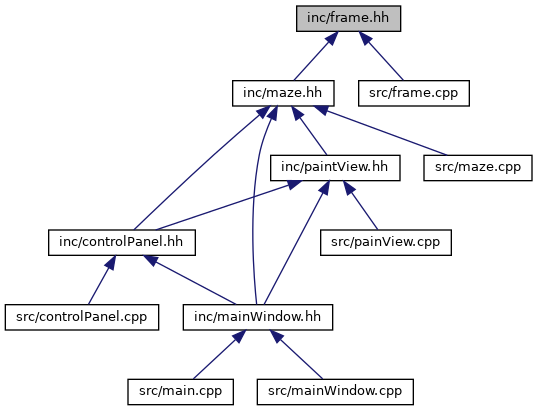 inc/frame.hh
inc/maze.hh
src/frame.cpp
inc/paintView.hh
src/maze.cpp
inc/controlPanel.hh
src/painView.cpp
src/controlPanel.cpp
inc/mainWindow.hh
src/main.cpp
src/mainWindow.cpp